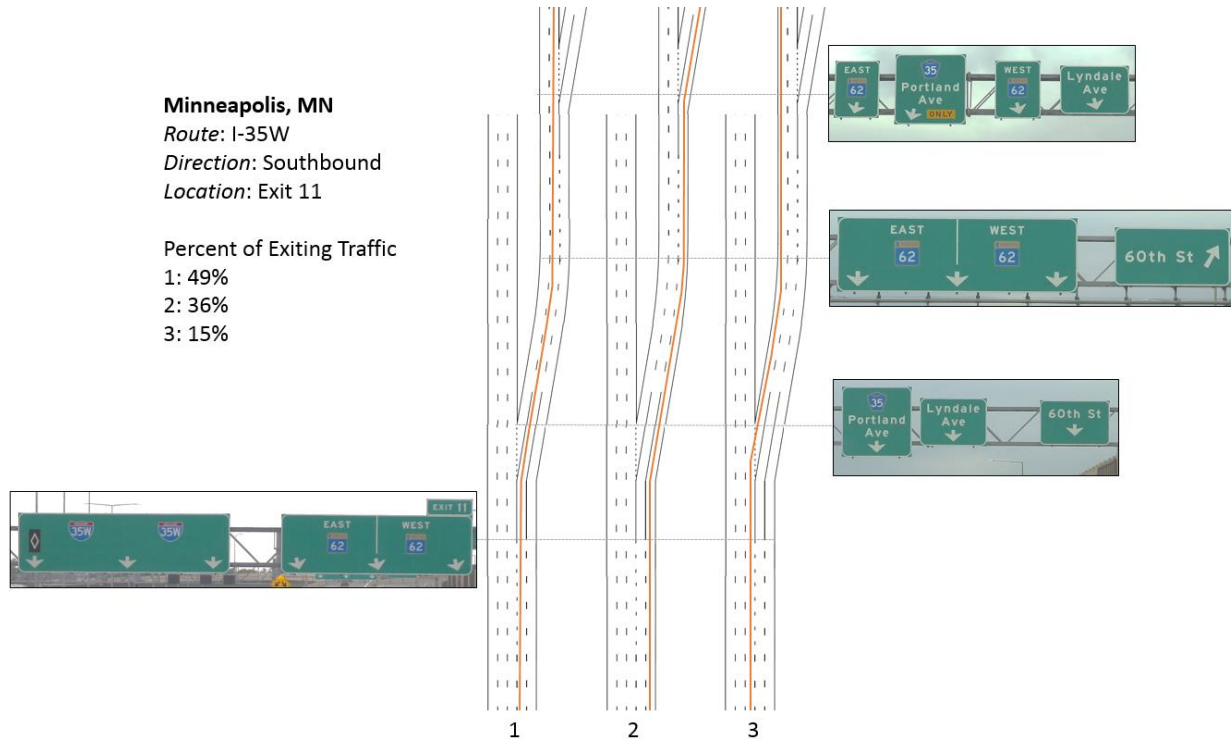 Minneapolis, MN
Route: I-35W
Direction: Southbound
Location: Exit 11
Percent of Exiting Traffic
1: 49%
2: 36%
3: 15%
EAST
62
35
Portland
Ave
ONLY
WEST
62
Lyndale
Ave
EAST
62
WEST
62
60th St
35
Portland
Ave
Lyndale
Ave
60th St
35W
35W
EXIT 11
EAST
62
WEST
62
1
2
3